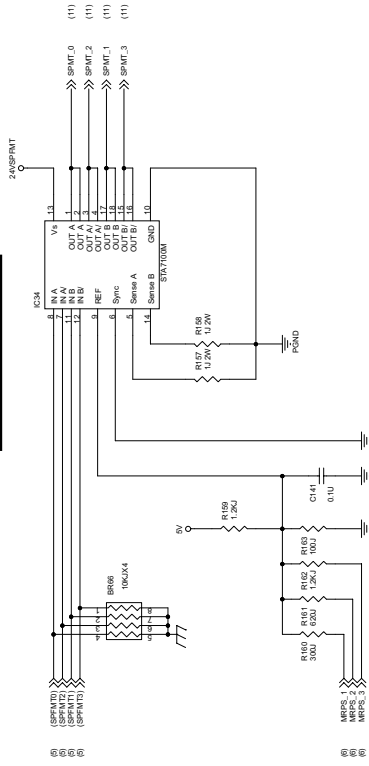 (11)
(11)
(11)
(11)
SPMT_0
SPMT_2
SPMT_1
SPMT_3
24VSPFMT
13
1
2
3
4
17
18
15
16
10
Vs
OUT A
OUT A
OUT A/
OUT A/
OUT B
OUT B
OUT B/
OUT B/
GND
STA7100M
IC34
IN A
IN A/
IN B
IN B/
REF
Sync
Sense A
Sense B
8
7
11
12
9
6
5
14
R158
1J 2W
R157
1J 2W
PGND
5V
R159
1.2KJ
C141
0.1U
R163
100J
R162
1.2KJ
R161
620J
R160
300J
BR66
10KJX4
1
2
3
4
8
7
6
5
(SPFMT0)
(SPFMT2)
(SPFMT1)
(SPFMT3)
(5)
(5)
(5)
(5)
MRPS_1
MRPS_2
MRPS_3
(6)
(6)
(6)